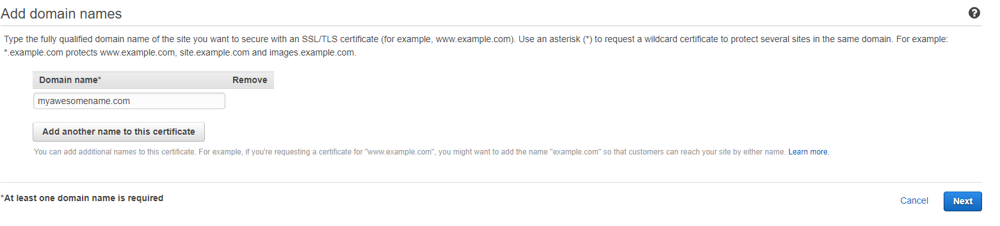 Add domain names
?
Type the fully qualified domain name of the site you want to secure with an SSL/TLS certificate (for example, www.example.com). Use an asterisk (*) to request a wildcard certificate to protect several sites in the same domain. For example:
*.example.com protects www.example.com, site.example.com and images.example.com.
Domain name* Remove
myawesomename.com
Add another name to this certificate
You can add additional names to this certificate. For example, if you're requesting a certificate for "www.example.com", you might want to add the name "example.com" so that customers can reach your site by either name. Learn more.
*At least one domain name is required
Cancel Next